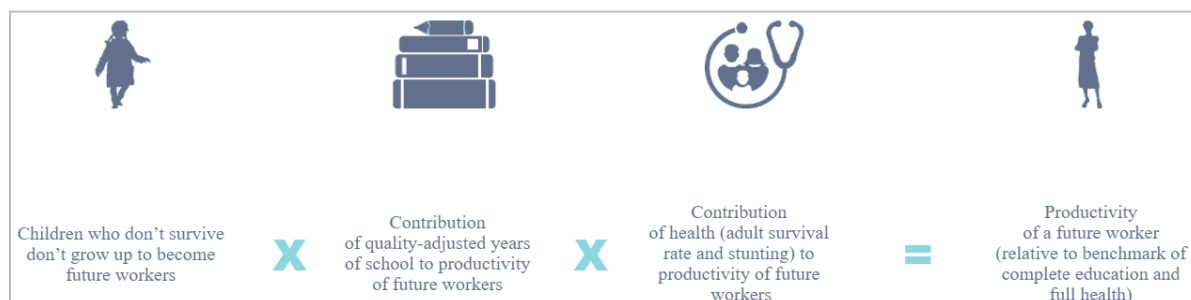 Children who don’t survive
don’t grow up to become
future workers
X
Contribution
of quality-adjusted years
of school to productivity
of future workers
X
Contribution
of health (adult survival
rate and stunting) to
productivity of future
workers
=
Productivity
of a future worker
(relative to benchmark of
complete education and
full health)